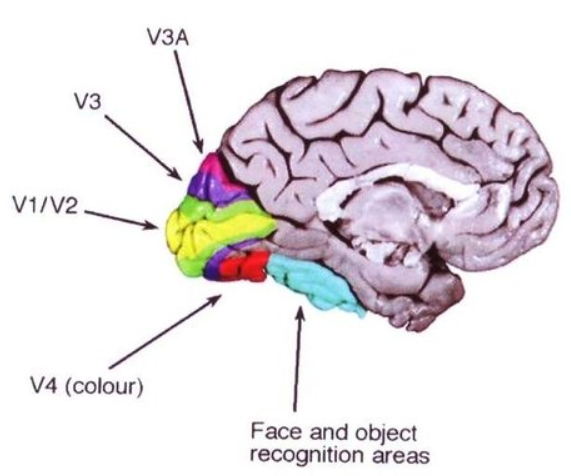 V3A
V3
V1/V2
V4 (colour)
Face and object
recognition areas